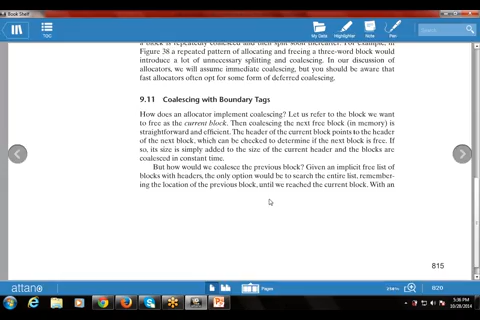 Book Shelf
TOC
My Data
Highlighter
Note
Pen
Search
a block is repeatedly coalesced and then split soon thereafter. For example, in
Figure 38 a repeated pattern of allocating and freeing a three-word block would
introduce a lot of unnecessary splitting and coalescing. In our discussion of
allocators, we will assume immediate coalescing, but you should be aware that
fast allocators often opt for some form of deferred coalescing.
9.11 Coalescing with Boundary Tags
How does an allocator implement coalescing? Let us refer to the block we want
to free as the current block. Then coalescing the next free block (in memory) is
straightforward and efficient. The header of the current block points to the header
of the next block, which can be checked to determine if the next block is free. If
so, its size is simply added to the size of the current header and the blocks are
coalesced in constant time.
But how would we coalesce the previous block? Given an implicit free list of
blocks with headers, the only option would be to search the entire list, remember-
ing the location of the previous block, until we reached the current block. With an
815
attano
Pages
820
5:36 PM
10/28/2014